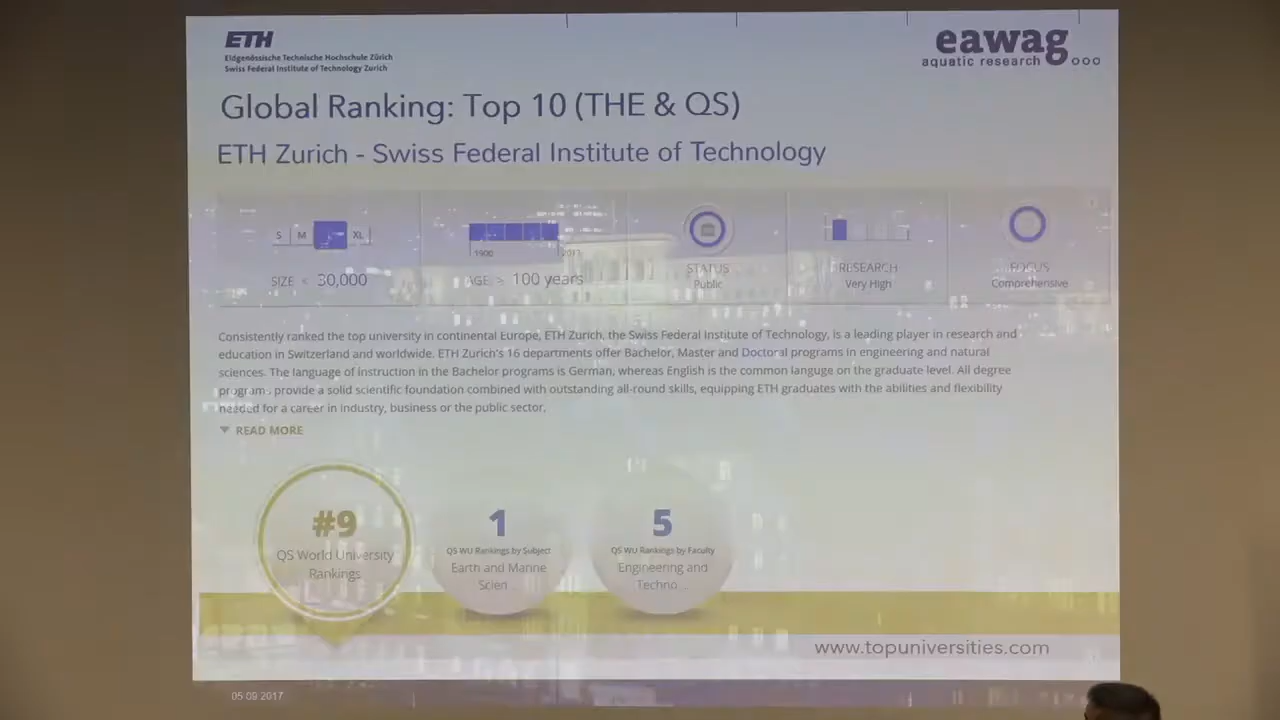 ETH
Eidgenössische Technische Hochschule Zürich
Swiss Federal Institute of Technology Zurich
eawag
aquatic research
Global Ranking: Top 10 (THE & QS)
ETH Zurich - Swiss Federal Institute of Technology
S M XL
1900 2017
SIZE < 30,000
AGE > 100 years
STATUS
Public
RESEARCH
Very High
FOCUS
Comprehensive
Consistently ranked the top university in continental Europe, ETH Zurich, the Swiss Federal Institute of Technology, is a leading player in research and
education in Switzerland and worldwide. ETH Zurich's 16 departments offer Bachelor, Master and Doctoral programs in engineering and natural
sciences. The language of instruction in the Bachelor programs is German, whereas English is the common languge on the graduate level. All degree
programs provide a solid scientific foundation combined with outstanding all-round skills, equipping ETH graduates with the abilities and flexibility
needed for a career in industry, business or the public sector.
READ MORE
#9
QS World University
Rankings
1
QS WU Rankings by Subject
Earth and Marine
Scien...
5
QS WU Rankings by Faculty
Engineering and
Techno...
www.topuniversities.com
05.09.2017